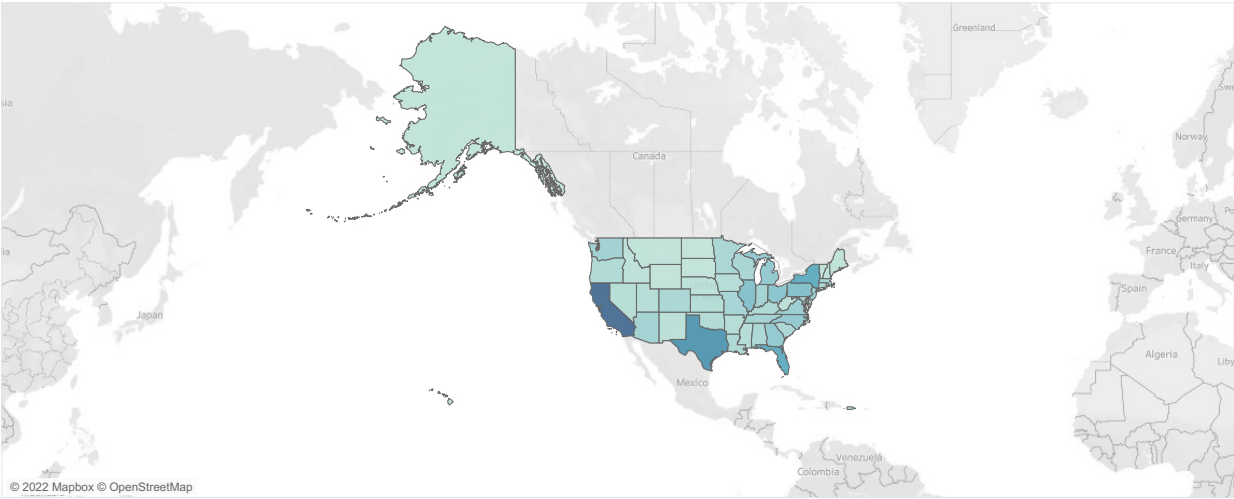 Greenland
Norway
Canada
Germany
France
Italy
Spain
Japan
Algeria
Mexico
Venezuela
Colombia
© 2022 Mapbox © OpenStreetMap